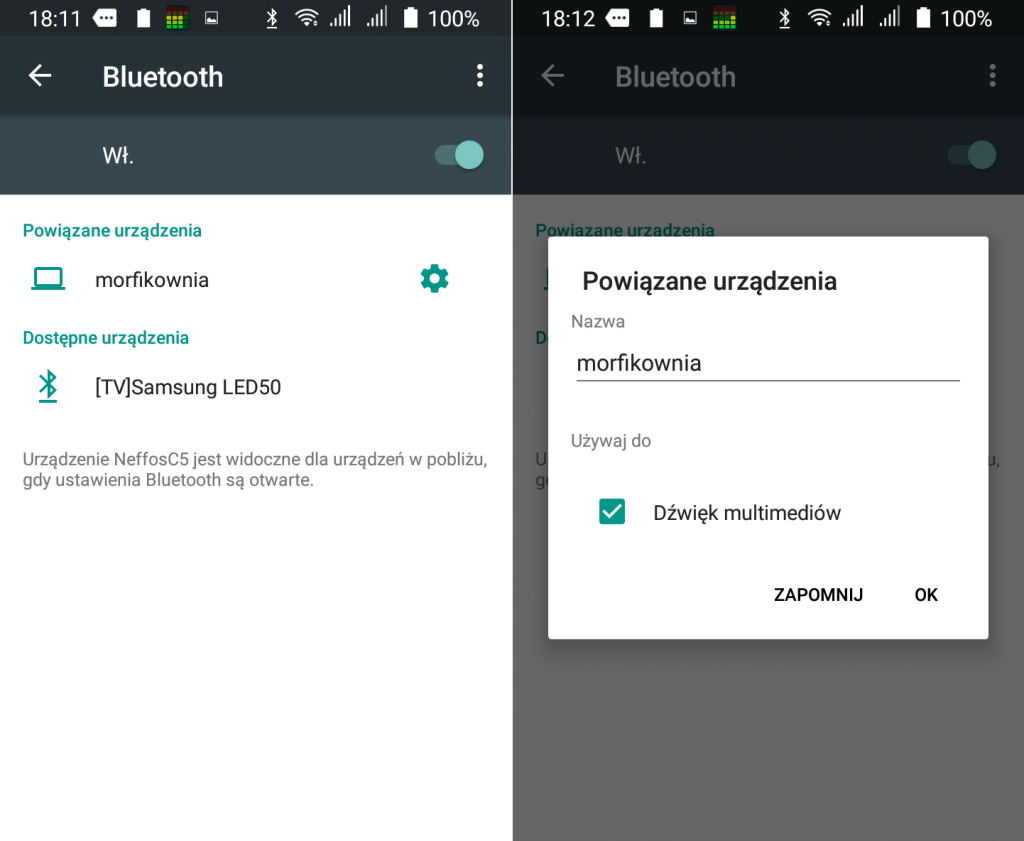 18:11 100%
Bluetooth
Wł.
Powiązane urządzenia
morfikownia
Dostępne urządzenia
[TV]Samsung LED50
Urządzenie NeffosC5 jest widoczne dla urządzeń w pobliżu,
gdy ustawienia Bluetooth są otwarte.
18:12 100%
Bluetooth
Wł.
Powiązane urządzenia
Powiązane urządzenia
Nazwa
morfikownia
Używaj do
Dźwięk multimediów
ZAPOMNIJ OK